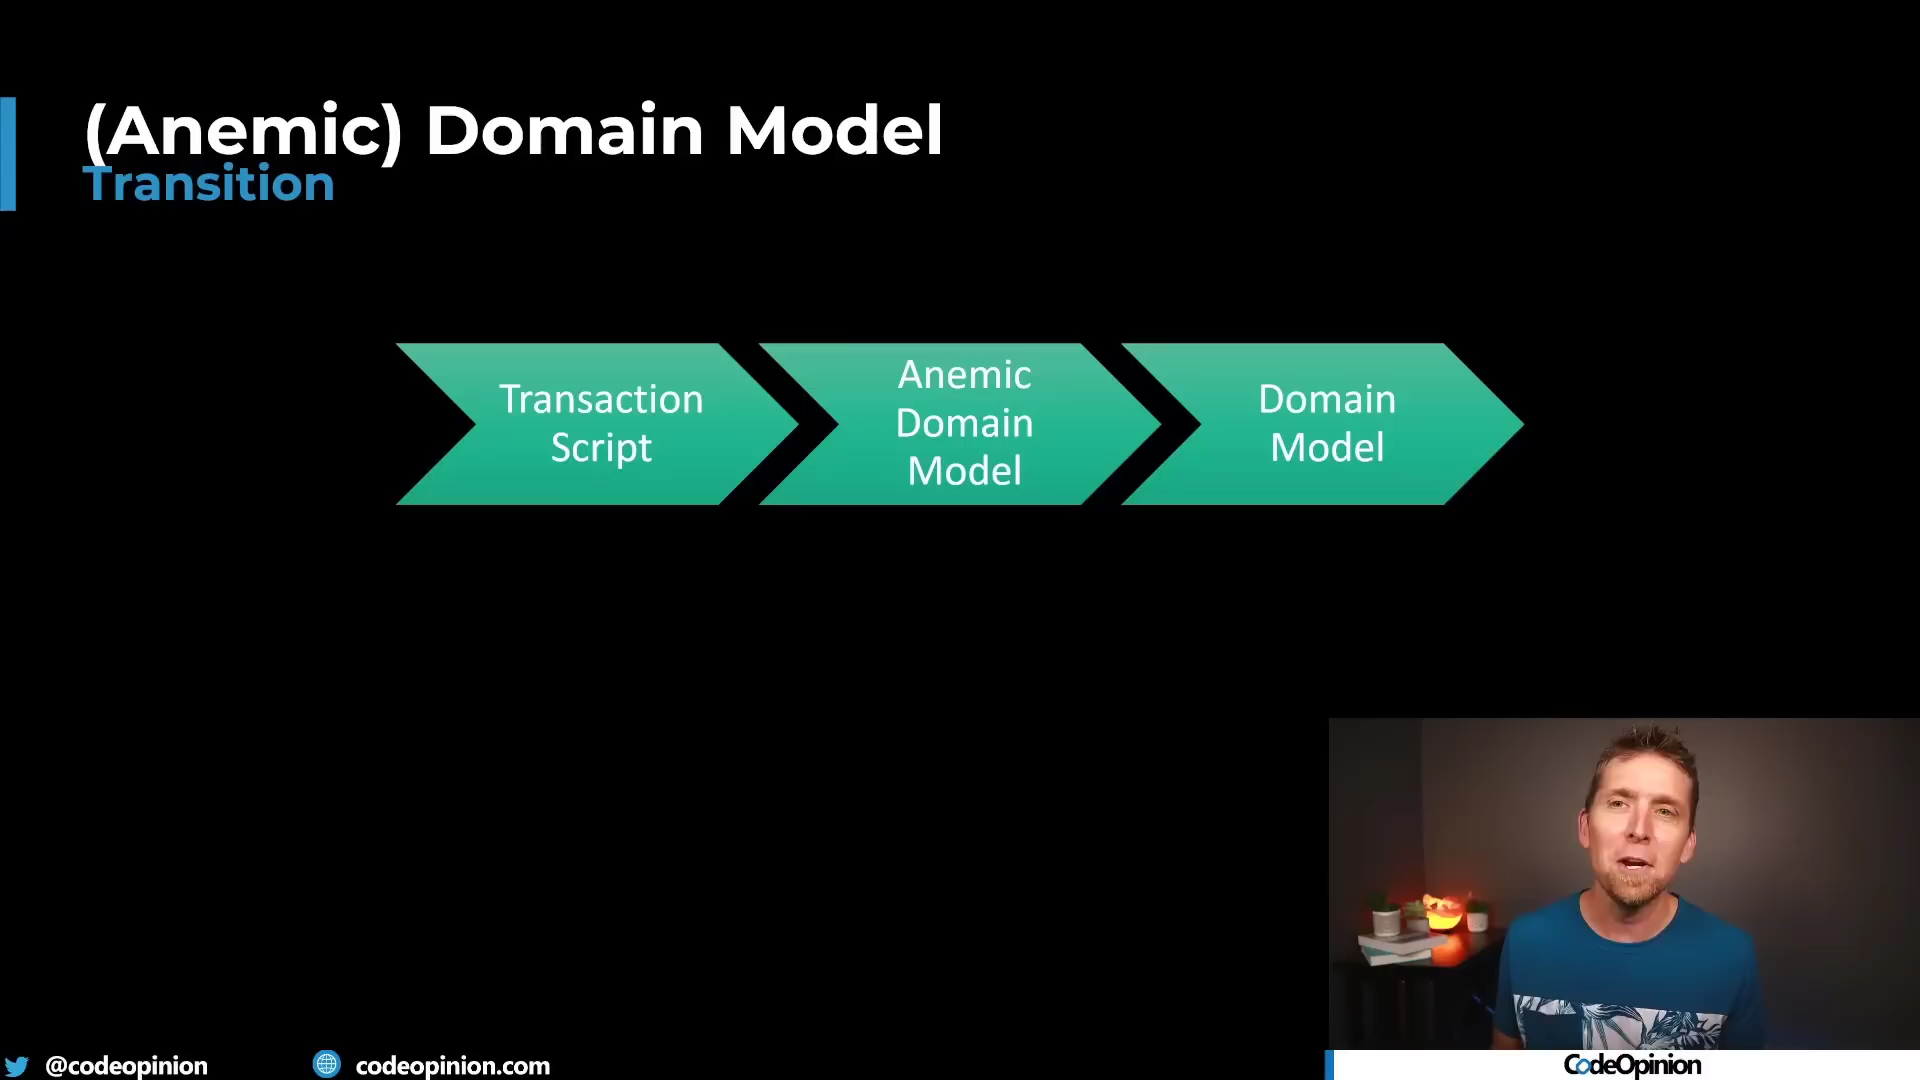 (Anemic) Domain Model
Transition
Transaction
Script
Anemic
Domain
Model
Domain
Model
@codeopinion
codeopinion.com
CodeOpinion